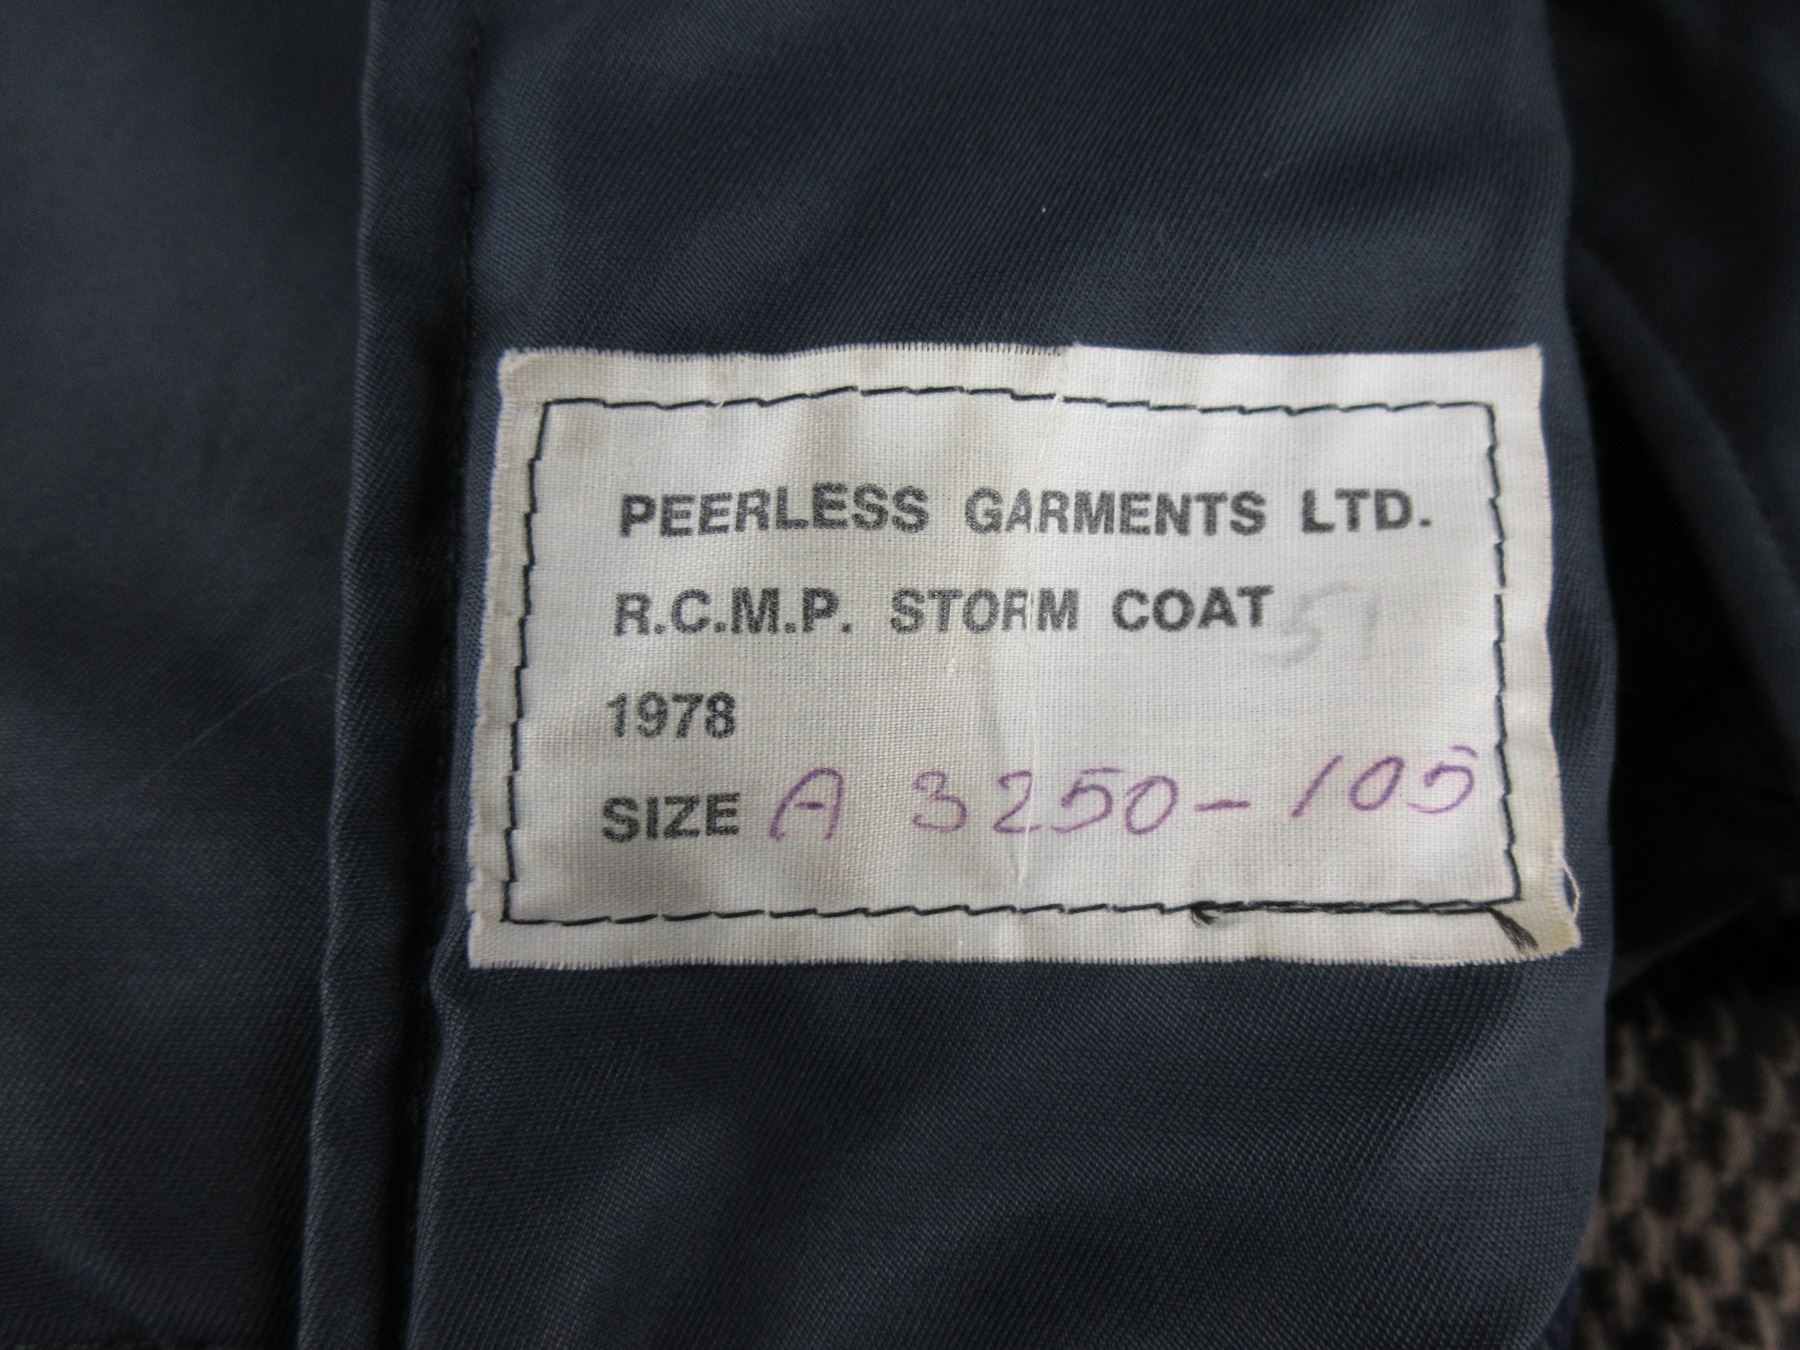 PEERLESS GARMENTS LTD.
R.C.M.P. STORM COAT
1978
SIZE A 3250-105